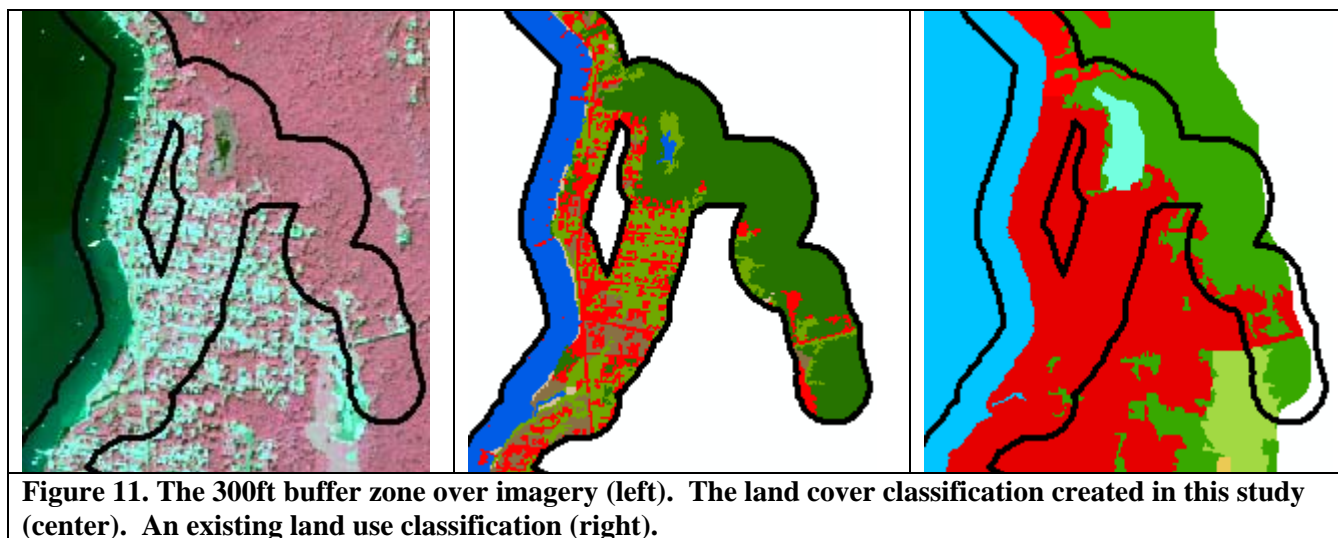 Figure 11. The 300ft buffer zone over imagery (left).  The land cover classification created in this study
(center).  An existing land use classification (right).